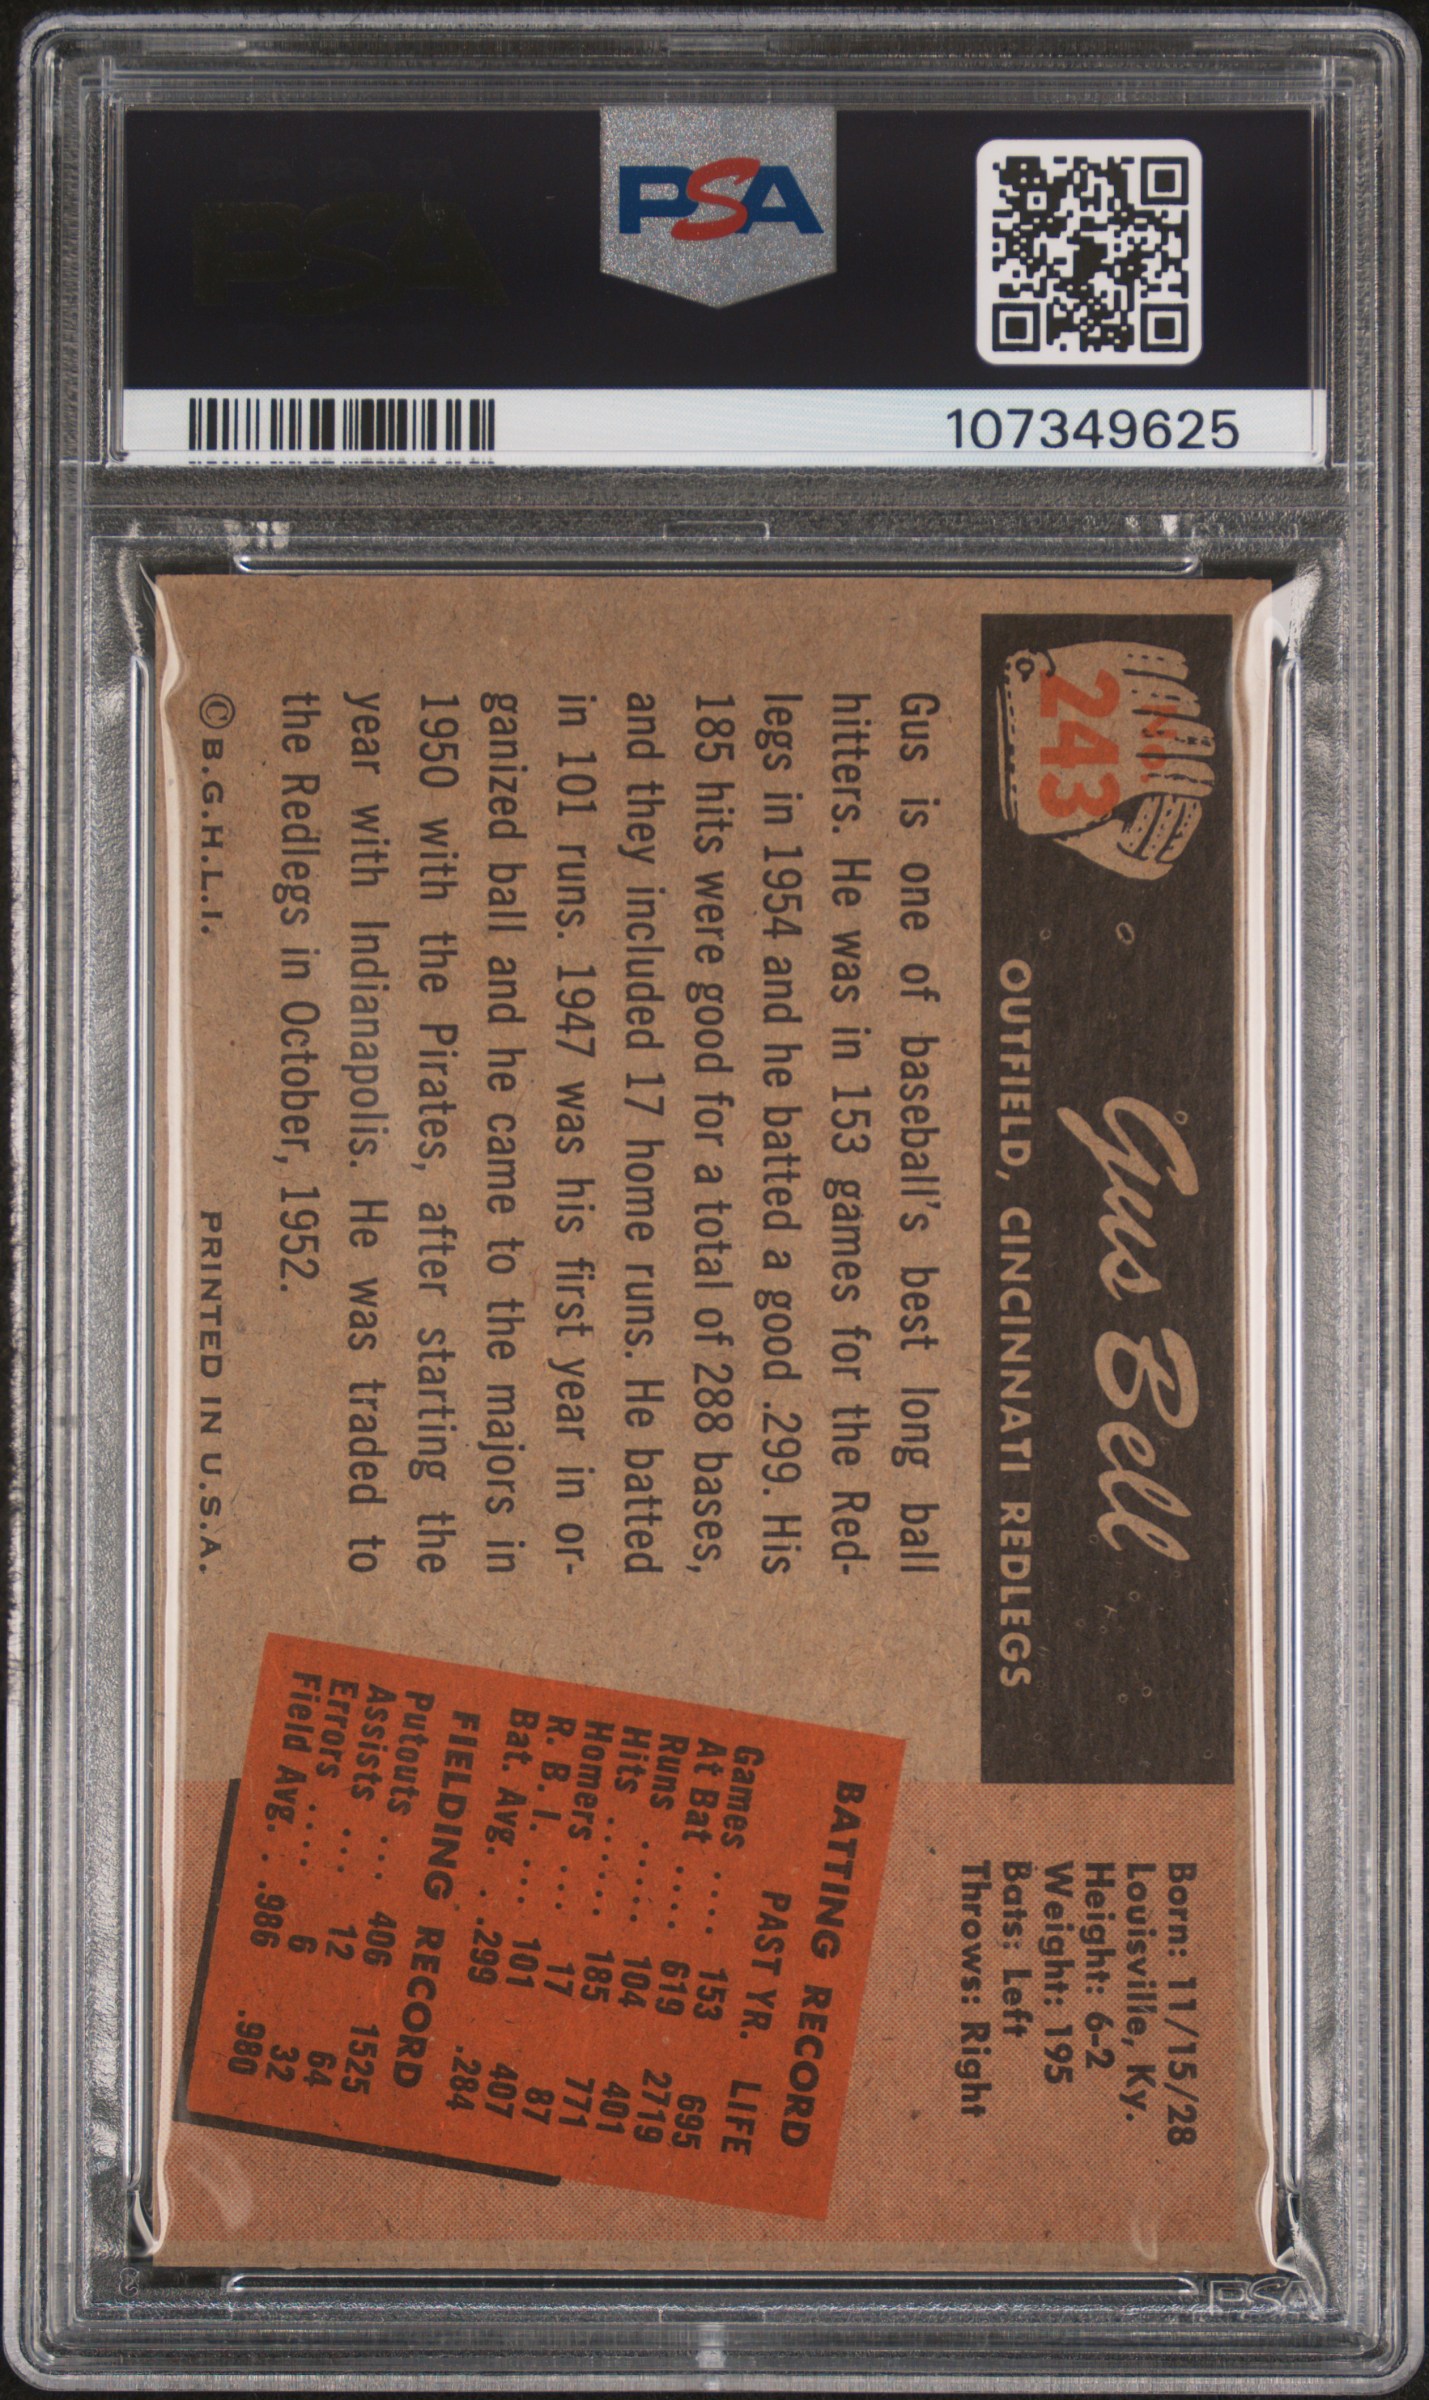 PSA
107349625
No.
243
Gus Bell
OUTFIELD, CINCINNATI REDLEGS
Gus is one of baseball's best long ball
hitters. He was in 153 games for the Red-
legs in 1954 and he batted a good .299. His
185 hits were good for a total of 288 bases,
and they included 17 home runs. He batted
in 101 runs. 1947 was his first year in or-
ganized ball and he came to the majors in
1950 with the Pirates, after starting the
year with Indianapolis. He was traded to
the Redlegs in October, 1952.
© B.G.H.L.I. PRINTED IN U.S.A.
Born: 11/15/28
Louisville, Ky.
Height: 6-2
Weight: 195
Bats: Left
Throws: Right
BATTING RECORD
PAST YR. LIFE
Games .... 153 695
At Bat .... 619 2719
Runs ..... 104 401
Hits ...... 185 771
Homers ... 17 87
R. B. I. .... 101 407
Bat. Avg. . .299 .284
FIELDING RECORD
Putouts ... 406 1525
Assists ... 12 64
Errors .... 6 32
Field Avg. . .986 .980
PSA
PSA